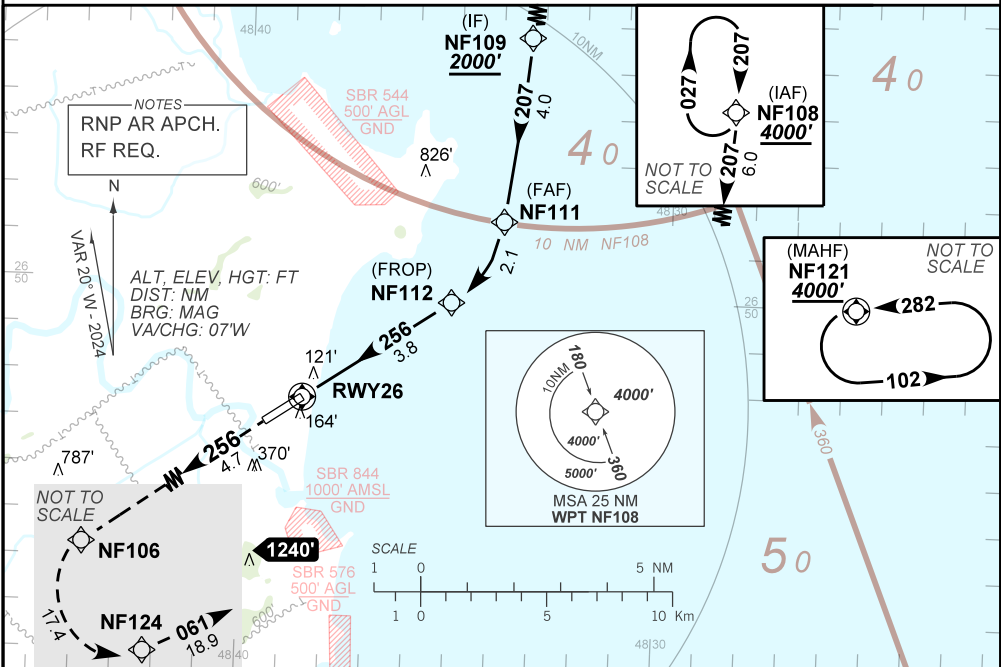 48|40
(IF)
NF109
2000'
10NM
207
4.0
027
207
(IAF)
NF108
4000'
207
6.0
NOT TO
SCALE
4 0
NOTES
RNP AR APCH.
RF REQ.
SBR 544
500' AGL
GND
826'
4 0
600'
N
VAR 20° W - 2024
(FAF)
NF111
48|30
10 NM NF108
2.1
26
50
ALT, ELEV, HGT: FT
DIST: NM
BRG: MAG
VA/CHG: 07'W
(FROP)
NF112
256
3.8
(MAHF)
NF121
4000'
NOT TO
SCALE
282
102
26
50
121'
RWY26
164'
180
10NM
4000'
4000'
5000'
360
MSA 25 NM
WPT NF108
360
256
4.7
370'
787'
NOT TO
SCALE
SBR 844
1000' AMSL
GND
NF106
1240'
SBR 576
500' AGL
GND
600'
SCALE
1 0 5 NM
1 0 5 10 Km
5 0
17.4
NF124
061
18.9
48|40
48|30